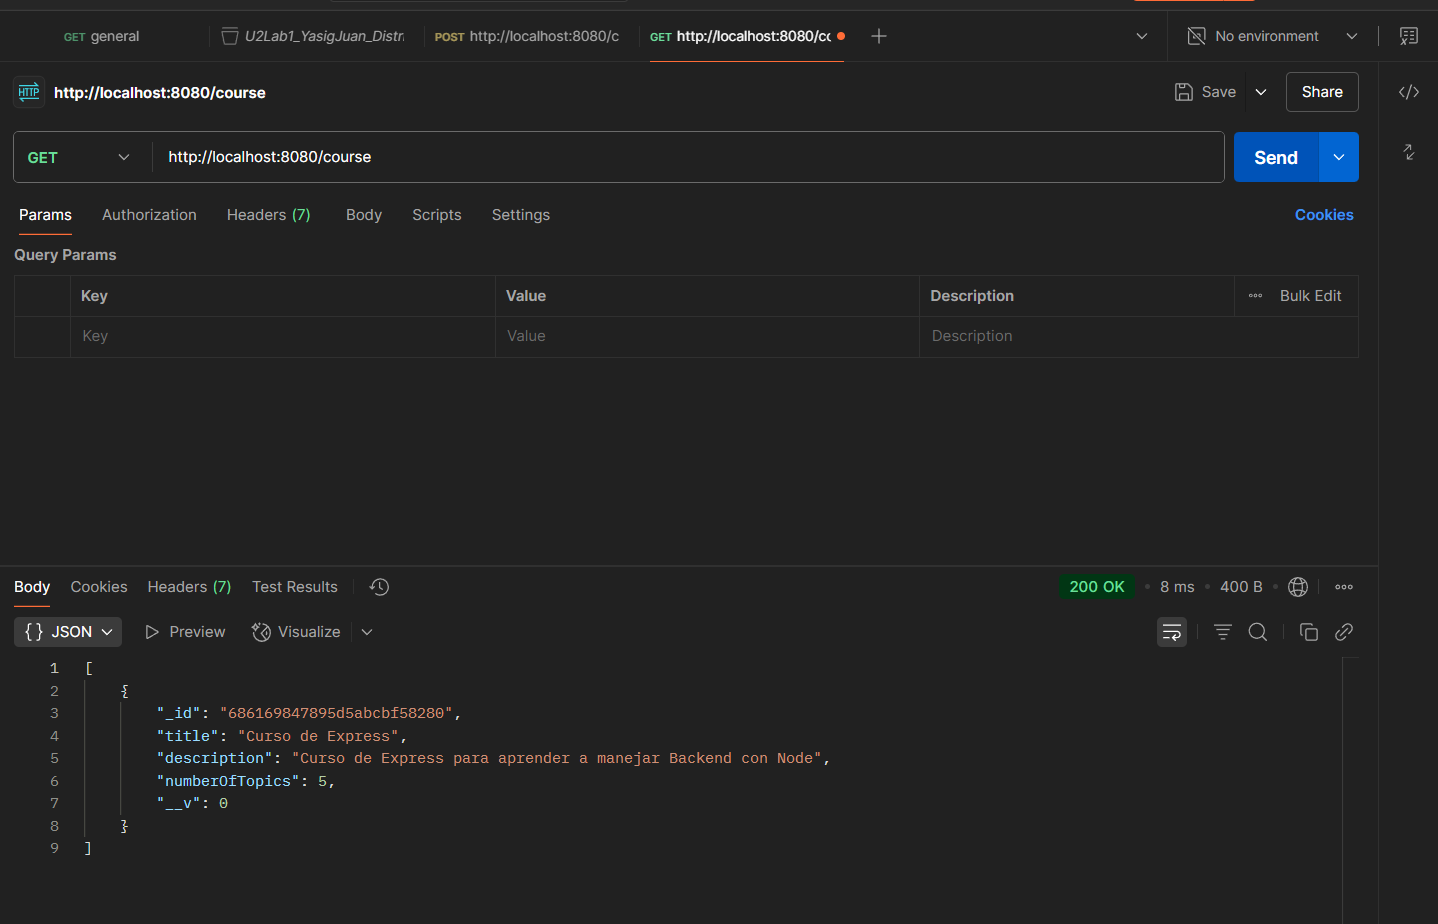 GET general
U2Lab1_YasigJuan_Distri
POST http://localhost:8080/c
GET http://localhost:8080/co
No environment
HTTP http://localhost:8080/course
Save
Share
GET http://localhost:8080/course
Send
Params Authorization Headers (7) Body Scripts Settings Cookies
Query Params
Key Value Description Bulk Edit
Key Value Description
Body Cookies Headers (7) Test Results 200 OK • 8 ms • 400 B •
{} JSON Preview Visualize
1 [
2 {
3 "_id": "686169847895d5abcbf58280",
4 "title": "Curso de Express",
5 "description": "Curso de Express para aprender a manejar Backend con Node",
6 "numberOfTopics": 5,
7 "__v": 0
8 }
9 ]